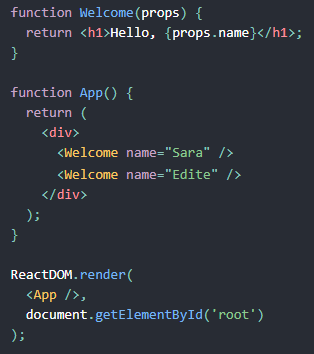 function Welcome(props) {
  return <h1>Hello, {props.name}</h1>;
}

function App() {
  return (
    <div>
      <Welcome name="Sara" />
      <Welcome name="Edite" />
    </div>
  );
}

ReactDOM.render(
  <App />,
  document.getElementById('root')
);